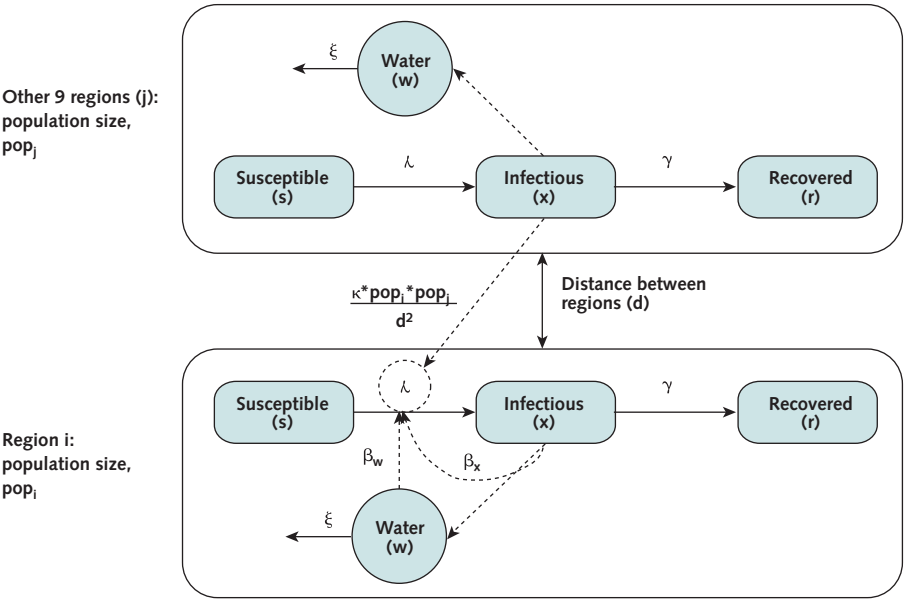 ξ
Water
(w)
Other 9 regions (j):
population size,
popj
Susceptible
(s)
λ
Infectious
(x)
γ
Recovered
(r)
κ*popi*popj
d²
Distance between
regions (d)
λ
Susceptible
(s)
Infectious
(x)
γ
Recovered
(r)
Region i:
population size,
popi
βw
βx
ξ
Water
(w)